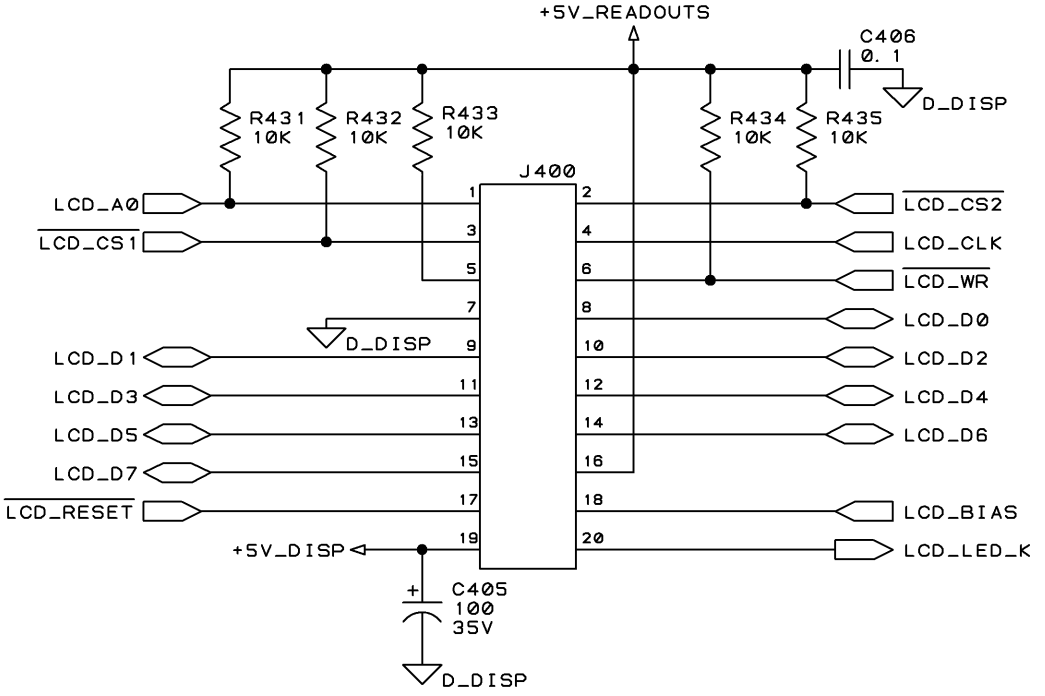 +5V_READOUTS
C406
0.1
D_DISP
R431
10K
R432
10K
R433
10K
R434
10K
R435
10K
J400
LCD_A0
1
2
LCD_CS2
LCD_CS1
3
4
LCD_CLK
5
6
LCD_WR
7
8
LCD_D0
D_DISP
LCD_D1
9
10
LCD_D2
LCD_D3
11
12
LCD_D4
LCD_D5
13
14
LCD_D6
LCD_D7
15
16
LCD_RESET
17
18
LCD_BIAS
+5V_DISP
19
20
LCD_LED_K
+
C405
100
35V
D_DISP